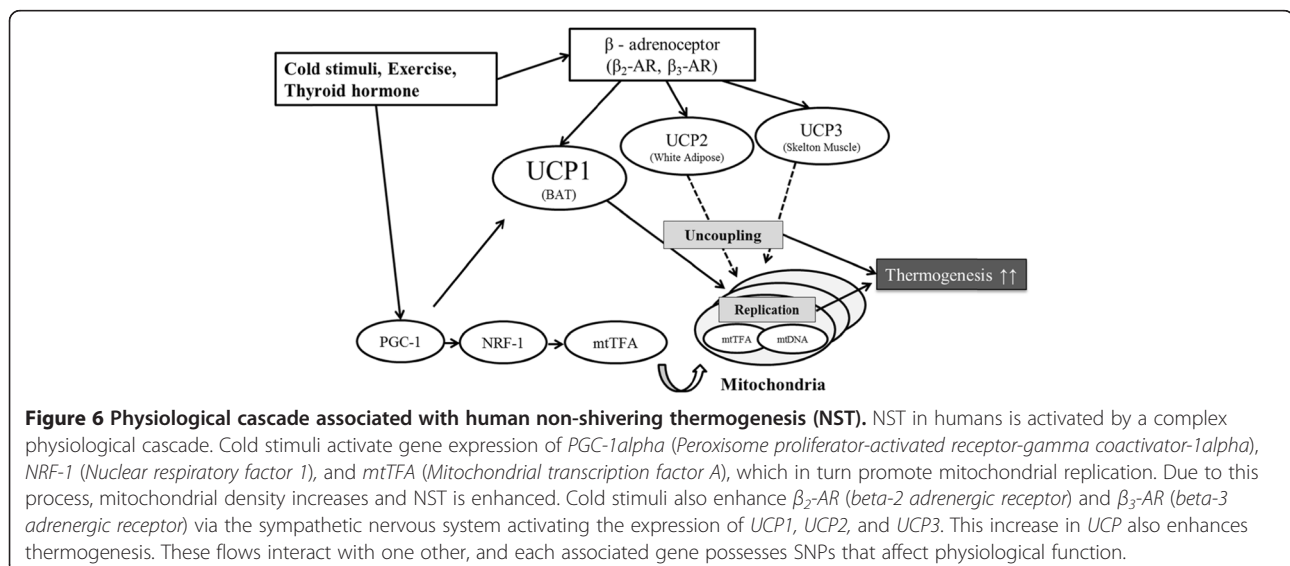 β - adrenoceptor
(β₂-AR, β₃-AR)
Cold stimuli, Exercise,
Thyroid hormone
UCP2
(White Adipose)
UCP3
(Skelton Muscle)
UCP1
(BAT)
Uncoupling
Thermogenesis ↑↑
Replication
mtTFA
mtDNA
PGC-1
NRF-1
mtTFA
Mitochondria
Figure 6 Physiological cascade associated with human non-shivering thermogenesis (NST). NST in humans is activated by a complex
physiological cascade. Cold stimuli activate gene expression of PGC-1alpha (Peroxisome proliferator-activated receptor-gamma coactivator-1alpha),
NRF-1 (Nuclear respiratory factor 1), and mtTFA (Mitochondrial transcription factor A), which in turn promote mitochondrial replication. Due to this
process, mitochondrial density increases and NST is enhanced. Cold stimuli also enhance β₂-AR (beta-2 adrenergic receptor) and β₃-AR (beta-3
adrenergic receptor) via the sympathetic nervous system activating the expression of UCP1, UCP2, and UCP3. This increase in UCP also enhances
thermogenesis. These flows interact with one other, and each associated gene possesses SNPs that affect physiological function.